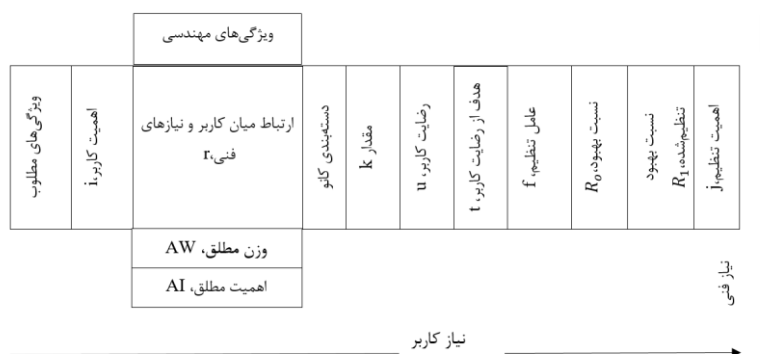 ویژگی‌های مهندسی
ویژگی‌های مطلوب
اهمیت کاربر،i
ارتباط میان کاربر و نیازهای
فنی،r
دسته‌بندی کانو
مقدار k
رضایت کاربر، u
هدف از رضایت کاربر، t
عامل تنظیم، f
نسبت بهبود،R₀
نسبت بهبود
تنظیم‌شده،R₁
اهمیت تنظیم،j
وزن مطلق، AW
اهمیت مطلق، AI
نیاز فنی
نیاز کاربر